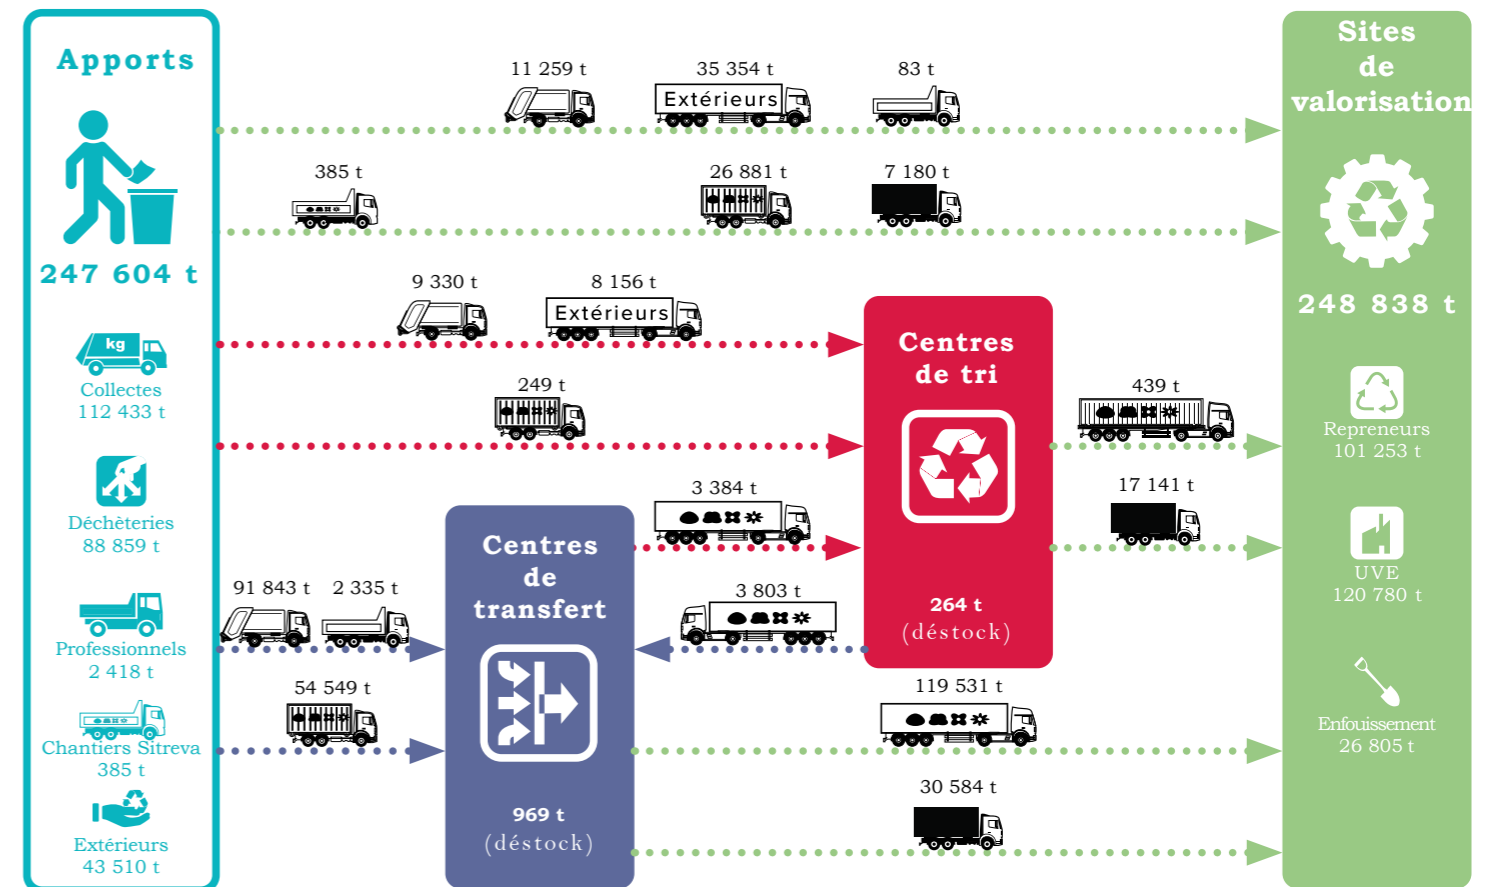 Apports
247 604 t
kg
Collectes
112 433 t
Déchèteries
88 859 t
Professionnels
2 418 t
Chantiers Sitreva
385 t
Extérieurs
43 510 t
11 259 t
35 354 t
83 t
Extérieurs
385 t
26 881 t
7 180 t
9 330 t
8 156 t
Extérieurs
249 t
3 384 t
91 843 t
2 335 t
54 549 t
Centres
de
transfert
969 t
(déstock)
3 803 t
Centres
de tri
264 t
(déstock)
439 t
17 141 t
119 531 t
30 584 t
Sites
de
valorisation
248 838 t
Repreneurs
101 253 t
UVE
120 780 t
Enfouissement
26 805 t